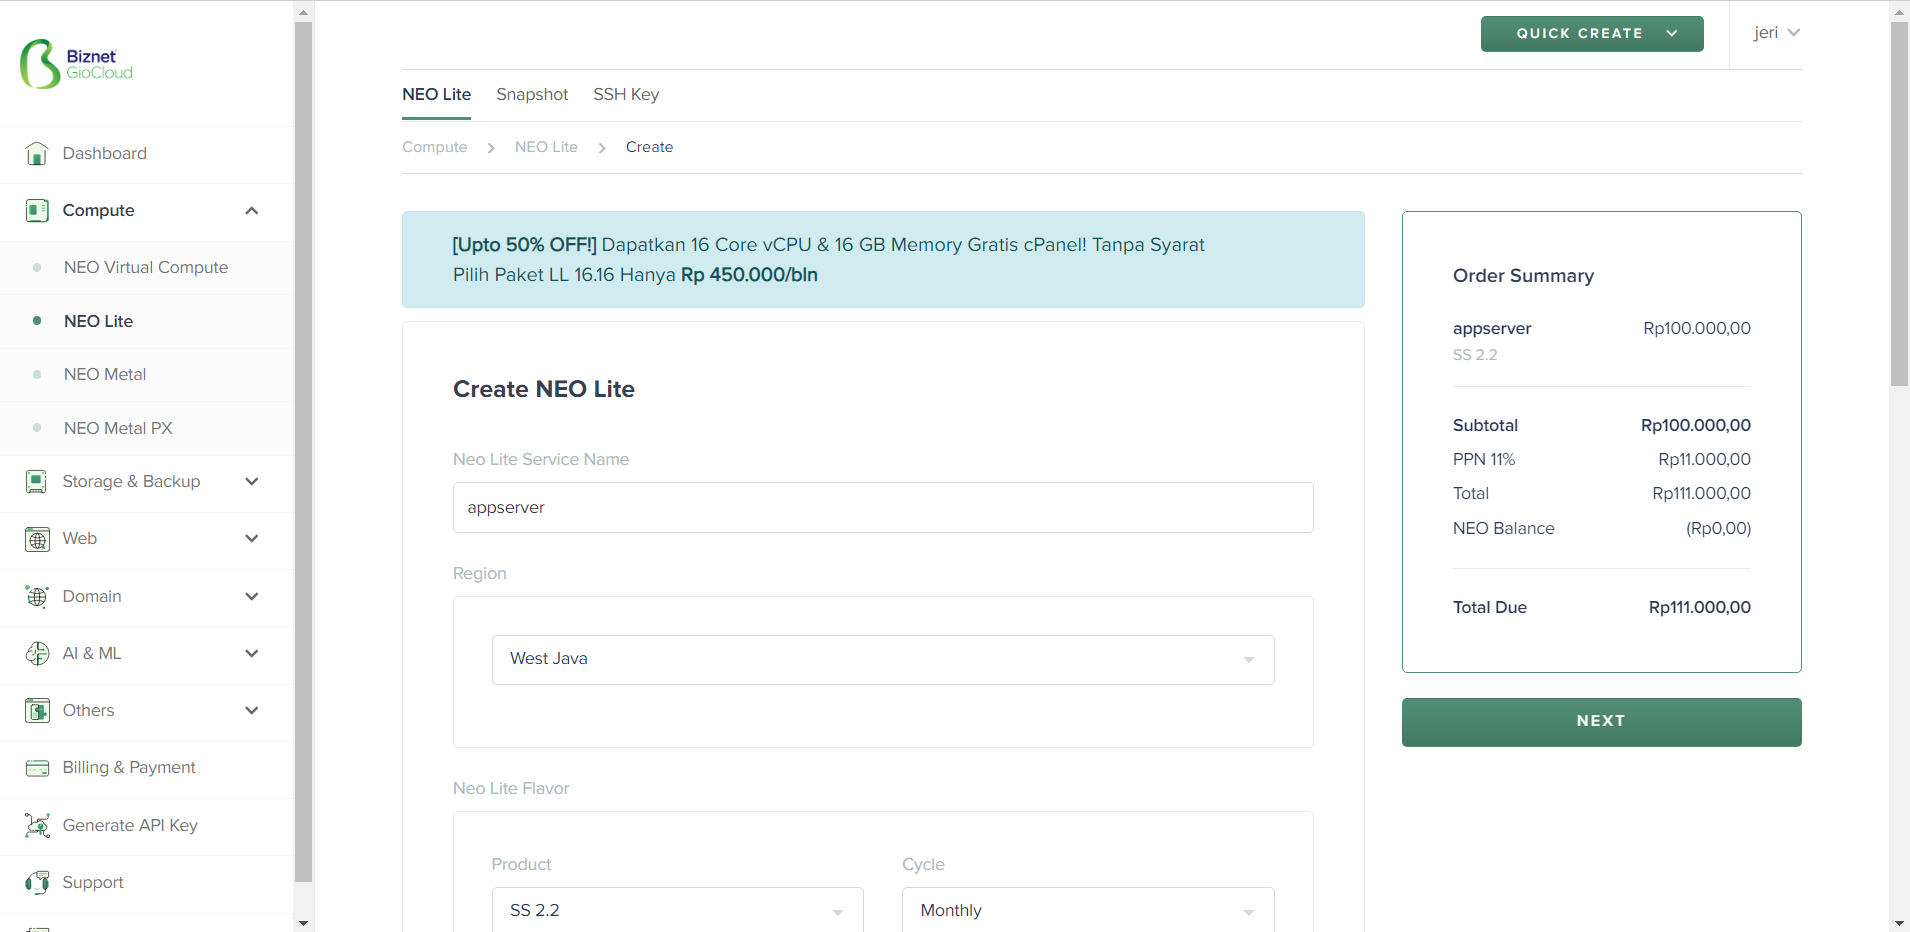 Biznet
GioCloud
Dashboard
Compute
NEO Virtual Compute
NEO Lite
NEO Metal
NEO Metal PX
Storage & Backup
Web
Domain
AI & ML
Others
Billing & Payment
Generate API Key
Support
QUICK CREATE
jeri
NEO Lite Snapshot SSH Key
Compute > NEO Lite > Create
[Upto 50% OFF!] Dapatkan 16 Core vCPU & 16 GB Memory Gratis cPanel! Tanpa Syarat
Pilih Paket LL 16.16 Hanya Rp 450.000/bln
Create NEO Lite
Neo Lite Service Name
appserver
Region
West Java
Neo Lite Flavor
Product Cycle
SS 2.2 Monthly
Order Summary
appserver Rp100.000,00
SS 2.2
Subtotal Rp100.000,00
PPN 11% Rp11.000,00
Total Rp111.000,00
NEO Balance (Rp0,00)
Total Due Rp111.000,00
NEXT